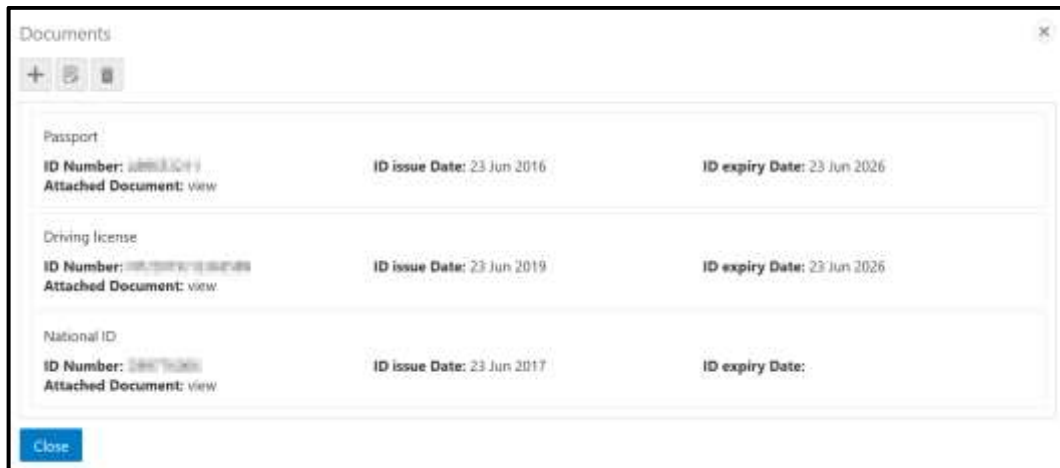 Documents
Passport
ID Number: ID issue Date: 23 Jun 2016 ID expiry Date: 23 Jun 2026
Attached Document: view
Driving license
ID Number: ID issue Date: 23 Jun 2019 ID expiry Date: 23 Jun 2026
Attached Document: view
National ID
ID Number: ID issue Date: 23 Jun 2017 ID expiry Date:
Attached Document: view
Close